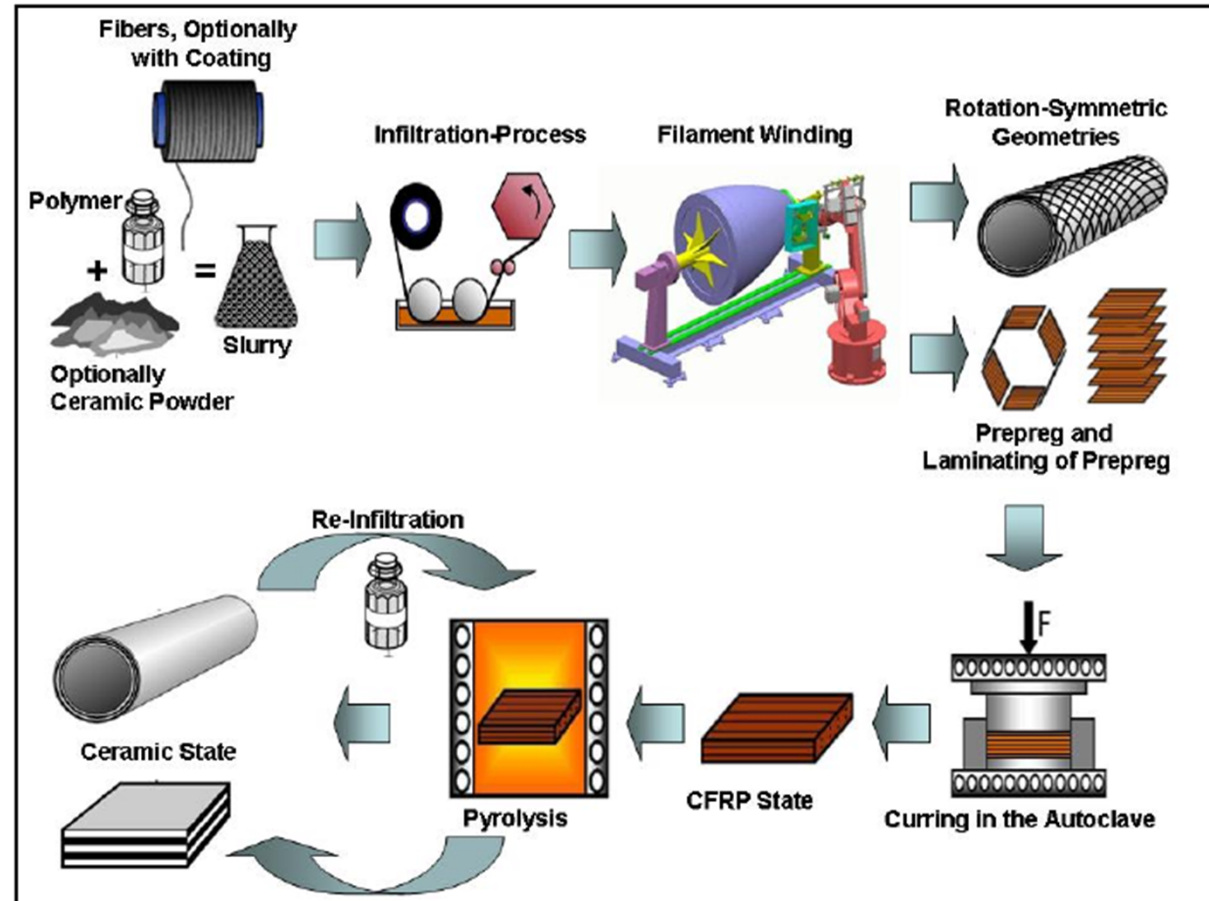 Fibers, Optionally
with Coating
Polymer
+
=
Slurry
Optionally
Ceramic Powder
Infiltration-Process
Filament Winding
Rotation-Symmetric
Geometries
Prepreg and
Laminating of Prepreg
Re-Infiltration
F
Ceramic State
Pyrolysis
CFRP State
Curring in the Autoclave